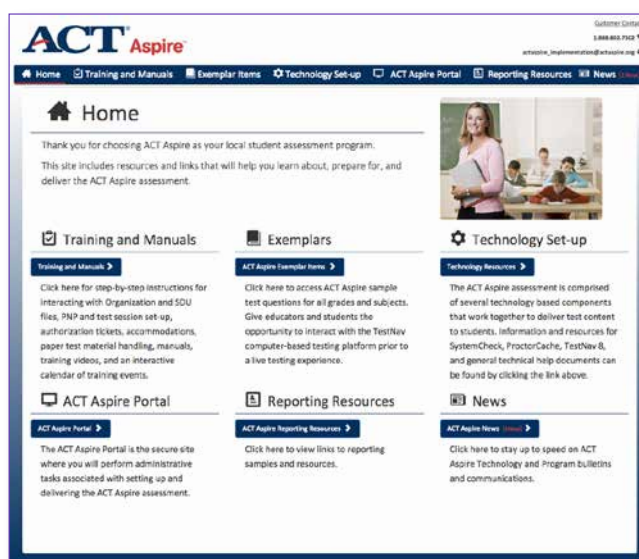 ACT Aspire
Customer Contact
1.888.802.7502
actaspire_implementation@actaspire.org
Home Training and Manuals Exemplar Items Technology Set-up ACT Aspire Portal Reporting Resources News
Home
Thank you for choosing ACT Aspire as your local student assessment program.
This site includes resources and links that will help you learn about, prepare for, and
deliver the ACT Aspire assessment.
Training and Manuals
Training and Manuals
Click here for step-by-step instructions for
interacting with Organization and SDU
files, PNP and test session set-up,
authorization tickets, accommodations,
paper test material handling, manuals,
training videos, and an interactive
calendar of training events.
Exemplars
ACT Aspire Exemplar Items
Click here to access ACT Aspire sample
test questions for all grades and subjects.
Give educators and students the
opportunity to interact with the TestNav
computer-based testing platform prior to
a live testing experience.
Technology Set-up
Technology Resources
The ACT Aspire assessment is comprised
of several technology based components
that work together to deliver test content
to students. Information and resources for
SystemCheck, ProctorCache, TestNav 8,
and general technical help documents can
be found by clicking the link above.
ACT Aspire Portal
ACT Aspire Portal
The ACT Aspire Portal is the secure site
where you will perform administrative
tasks associated with setting up and
delivering the ACT Aspire assessment.
Reporting Resources
ACT Aspire Reporting Resources
Click here to view links to reporting
samples and resources.
News
ACT Aspire News (new)
Click here to stay up to speed on ACT
Aspire Technology and Program bulletins
and communications.